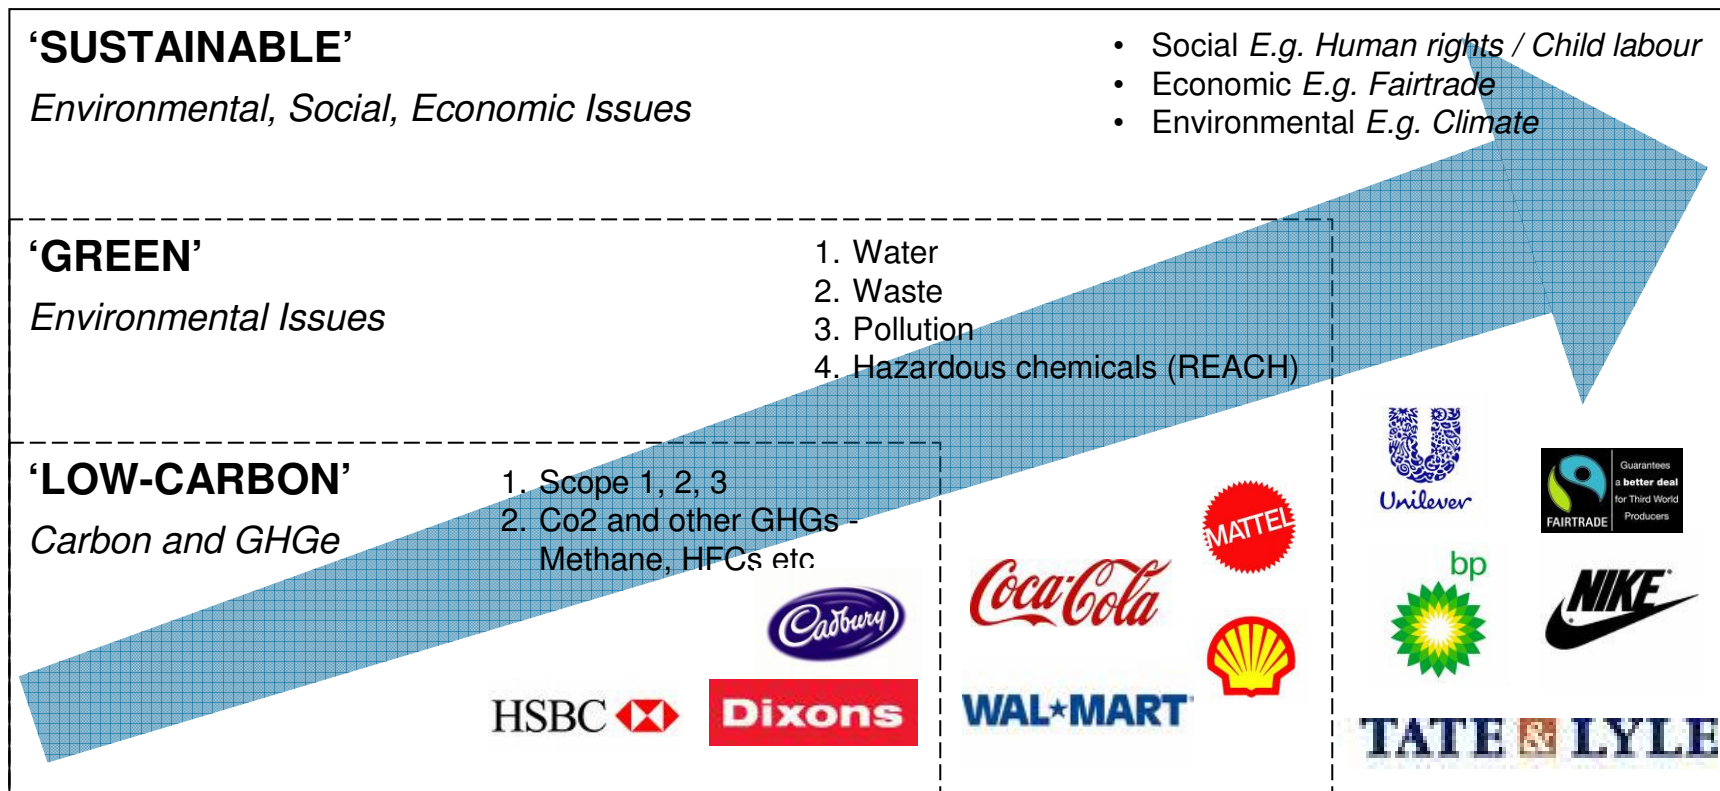 ‘SUSTAINABLE’
Environmental, Social, Economic Issues
• Social E.g. Human rights / Child labour
• Economic E.g. Fairtrade
• Environmental E.g. Climate
‘GREEN’
Environmental Issues
1. Water
2. Waste
3. Pollution
4. Hazardous chemicals (REACH)
‘LOW-CARBON’
Carbon and GHGe
1. Scope 1, 2, 3
2. Co2 and other GHGs -
Methane, HFCs etc
Cadbury
HSBC
Dixons
Coca-Cola
MATTEL
WAL★MART
Unilever
FAIRTRADE
Guarantees
a better deal
for Third World
Producers
bp
NIKE
TATE & LYLE